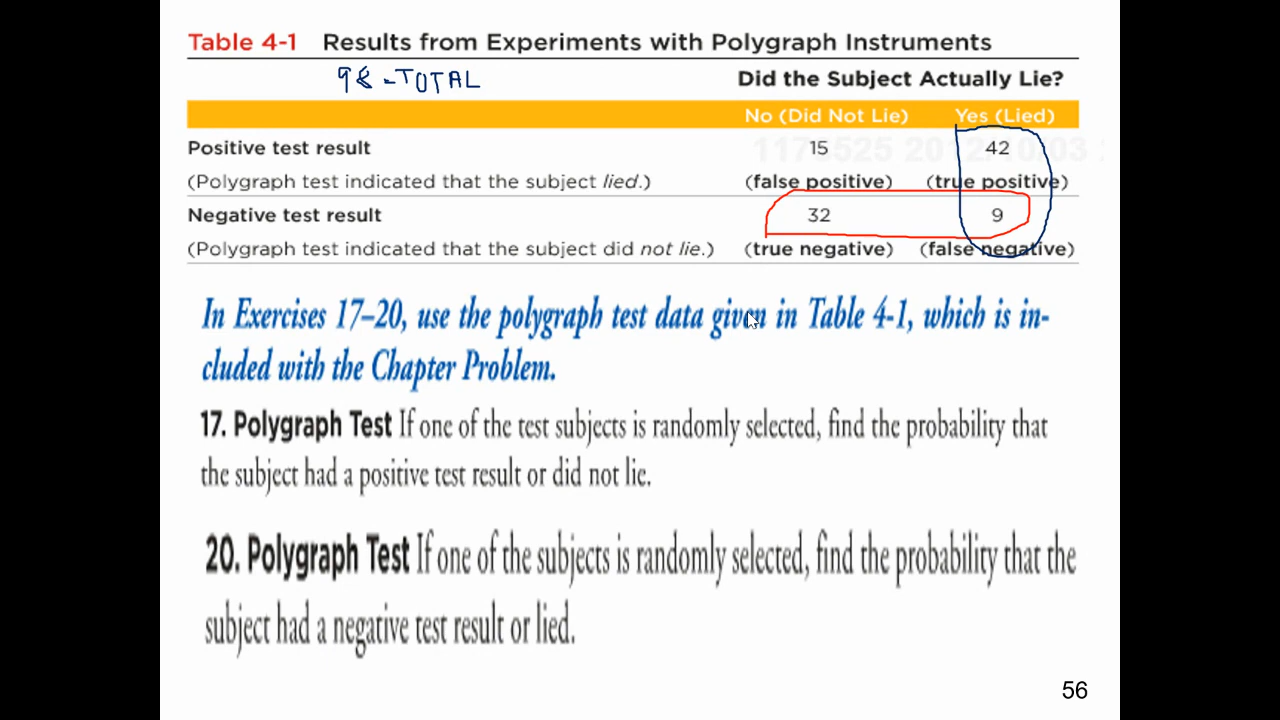 Table 4-1 Results from Experiments with Polygraph Instruments
98 - TOTAL
Did the Subject Actually Lie?
No (Did Not Lie) Yes (Lied)
Positive test result 15 42
(Polygraph test indicated that the subject lied.) (false positive) (true positive)
Negative test result 32 9
(Polygraph test indicated that the subject did not lie.) (true negative) (false negative)
In Exercises 17–20, use the polygraph test data given in Table 4-1, which is in-
cluded with the Chapter Problem.
17. Polygraph Test If one of the test subjects is randomly selected, find the probability that
the subject had a positive test result or did not lie.
20. Polygraph Test If one of the subjects is randomly selected, find the probability that the
subject had a negative test result or lied.
56